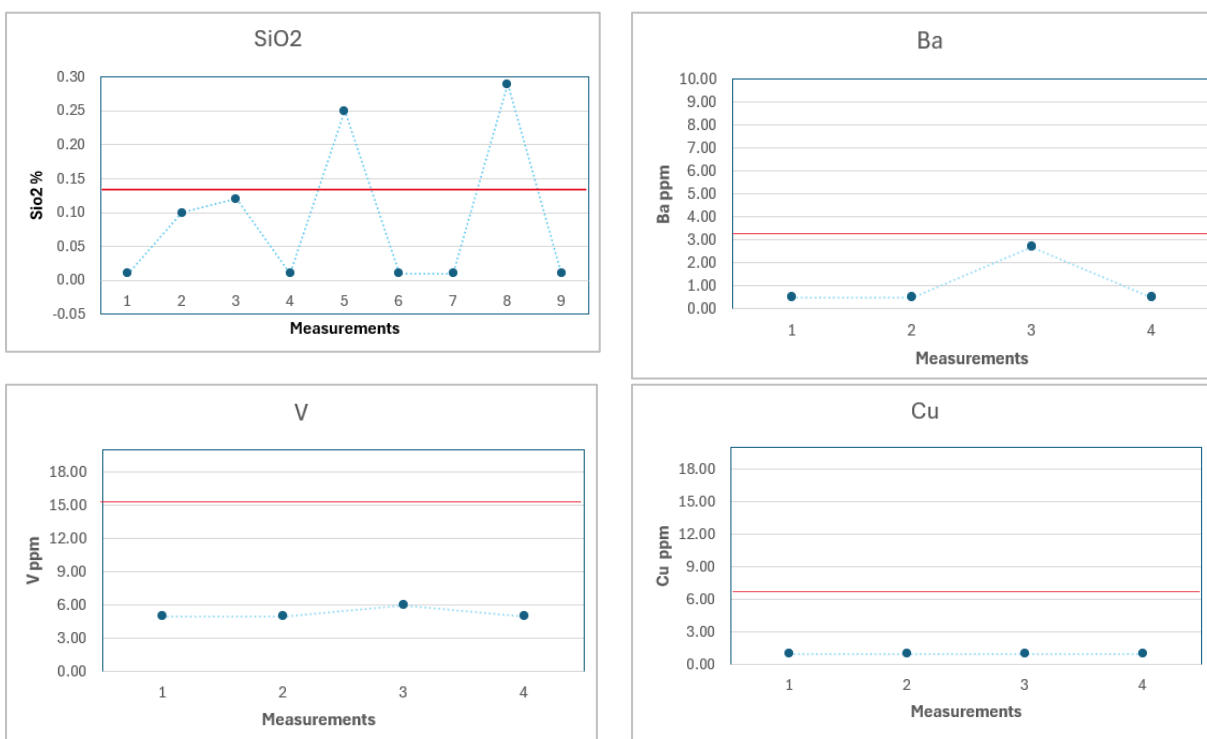 SiO2
Sio2 %
0.30
0.25
0.20
0.15
0.10
0.05
0.00
-0.05
1 2 3 4 5 6 7 8 9
Measurements
Ba
Ba ppm
10.00
9.00
8.00
7.00
6.00
5.00
4.00
3.00
2.00
1.00
0.00
1 2 3 4
Measurements
V
V ppm
18.00
15.00
12.00
9.00
6.00
3.00
0.00
1 2 3 4
Measurements
Cu
Cu ppm
18.00
15.00
12.00
9.00
6.00
3.00
0.00
1 2 3 4
Measurements